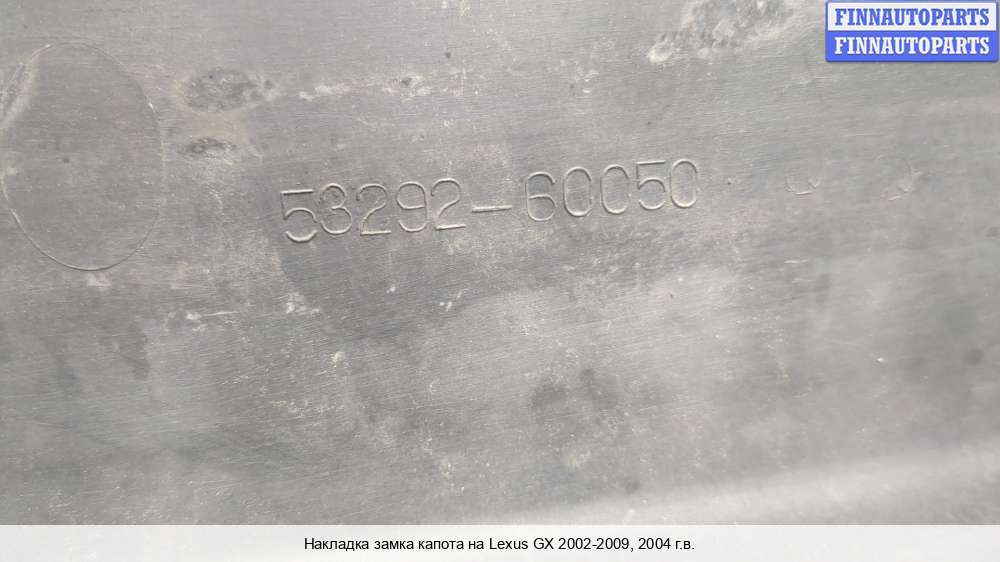 FINNAUTOPARTS
FINNAUTOPARTS
53292-60050
Накладка замка капота на Lexus GX 2002-2009, 2004 г.в.